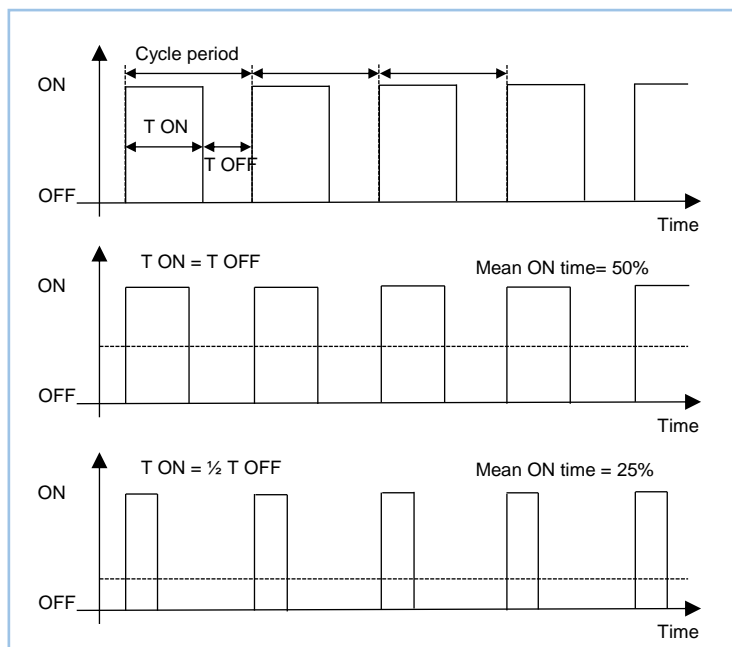 Cycle period
ON
T ON
T OFF
OFF
Time
T ON = T OFF
Mean ON time= 50%
ON
OFF
Time
T ON = ½ T OFF
Mean ON time = 25%
ON
OFF
Time